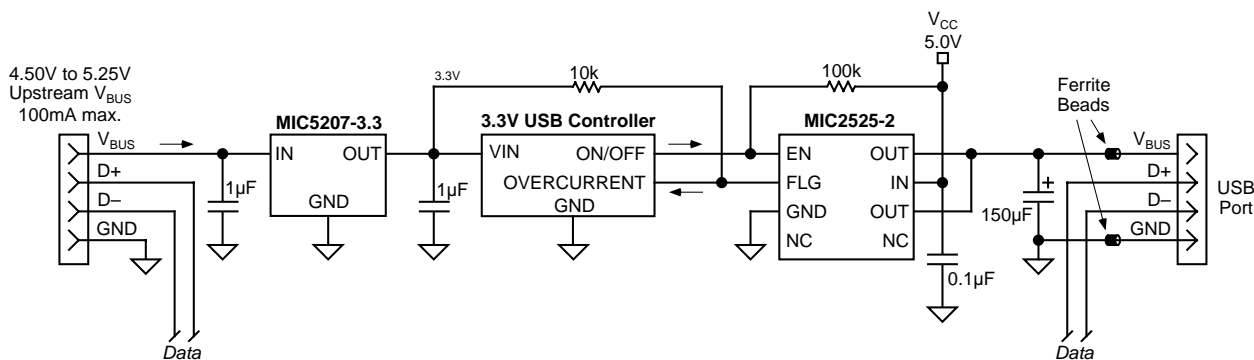 VCC
5.0V
4.50V to 5.25V
Upstream VBUS
100mA max.
3.3V
10k
100k
Ferrite
Beads
MIC5207-3.3
3.3V USB Controller
MIC2525-2
VBUS
IN
OUT
VIN
ON/OFF
EN
OUT
VBUS
D+
1µF
1µF
OVERCURRENT
FLG
IN
D+
USB
Port
D–
GND
GND
GND
OUT
150µF
+
D–
GND
NC
NC
GND
0.1µF
Data
Data